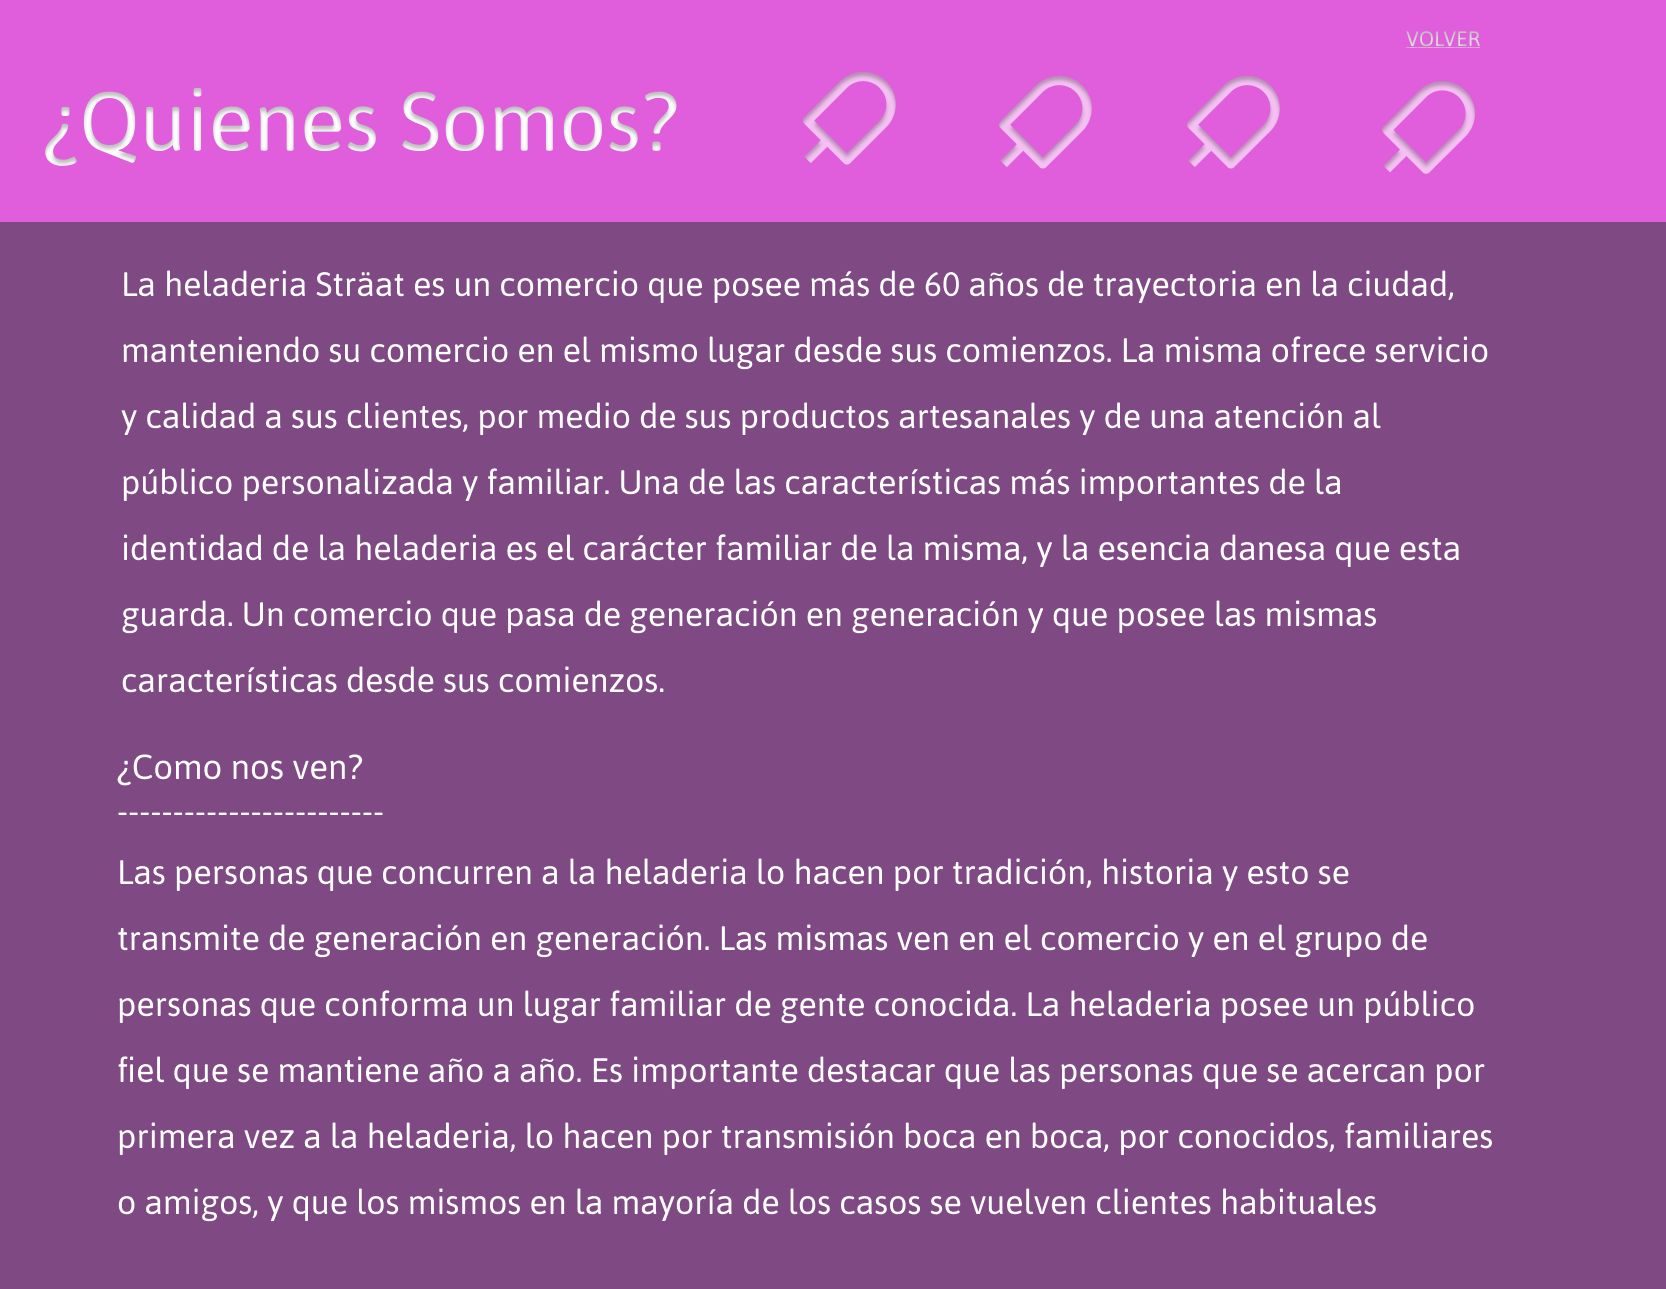 VOLVER
¿Quienes Somos?
La heladeria Sträat es un comercio que posee más de 60 años de trayectoria en la ciudad,
manteniendo su comercio en el mismo lugar desde sus comienzos. La misma ofrece servicio
y calidad a sus clientes, por medio de sus productos artesanales y de una atención al
público personalizada y familiar. Una de las características más importantes de la
identidad de la heladeria es el carácter familiar de la misma, y la esencia danesa que esta
guarda. Un comercio que pasa de generación en generación y que posee las mismas
características desde sus comienzos.
¿Como nos ven?
------------------------
Las personas que concurren a la heladeria lo hacen por tradición, historia y esto se
transmite de generación en generación. Las mismas ven en el comercio y en el grupo de
personas que conforma un lugar familiar de gente conocida. La heladeria posee un público
fiel que se mantiene año a año. Es importante destacar que las personas que se acercan por
primera vez a la heladeria, lo hacen por transmisión boca en boca, por conocidos, familiares
o amigos, y que los mismos en la mayoría de los casos se vuelven clientes habituales